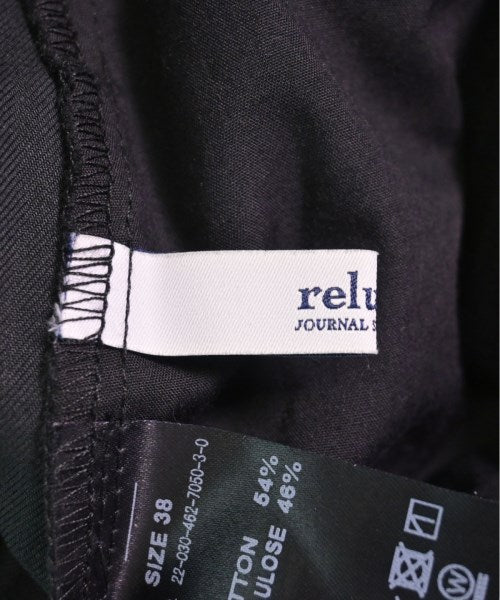 relu
JOURNAL S
SIZE 38
22-030-462-7050-3-0
TTON 54%
ULOSE 46%
W